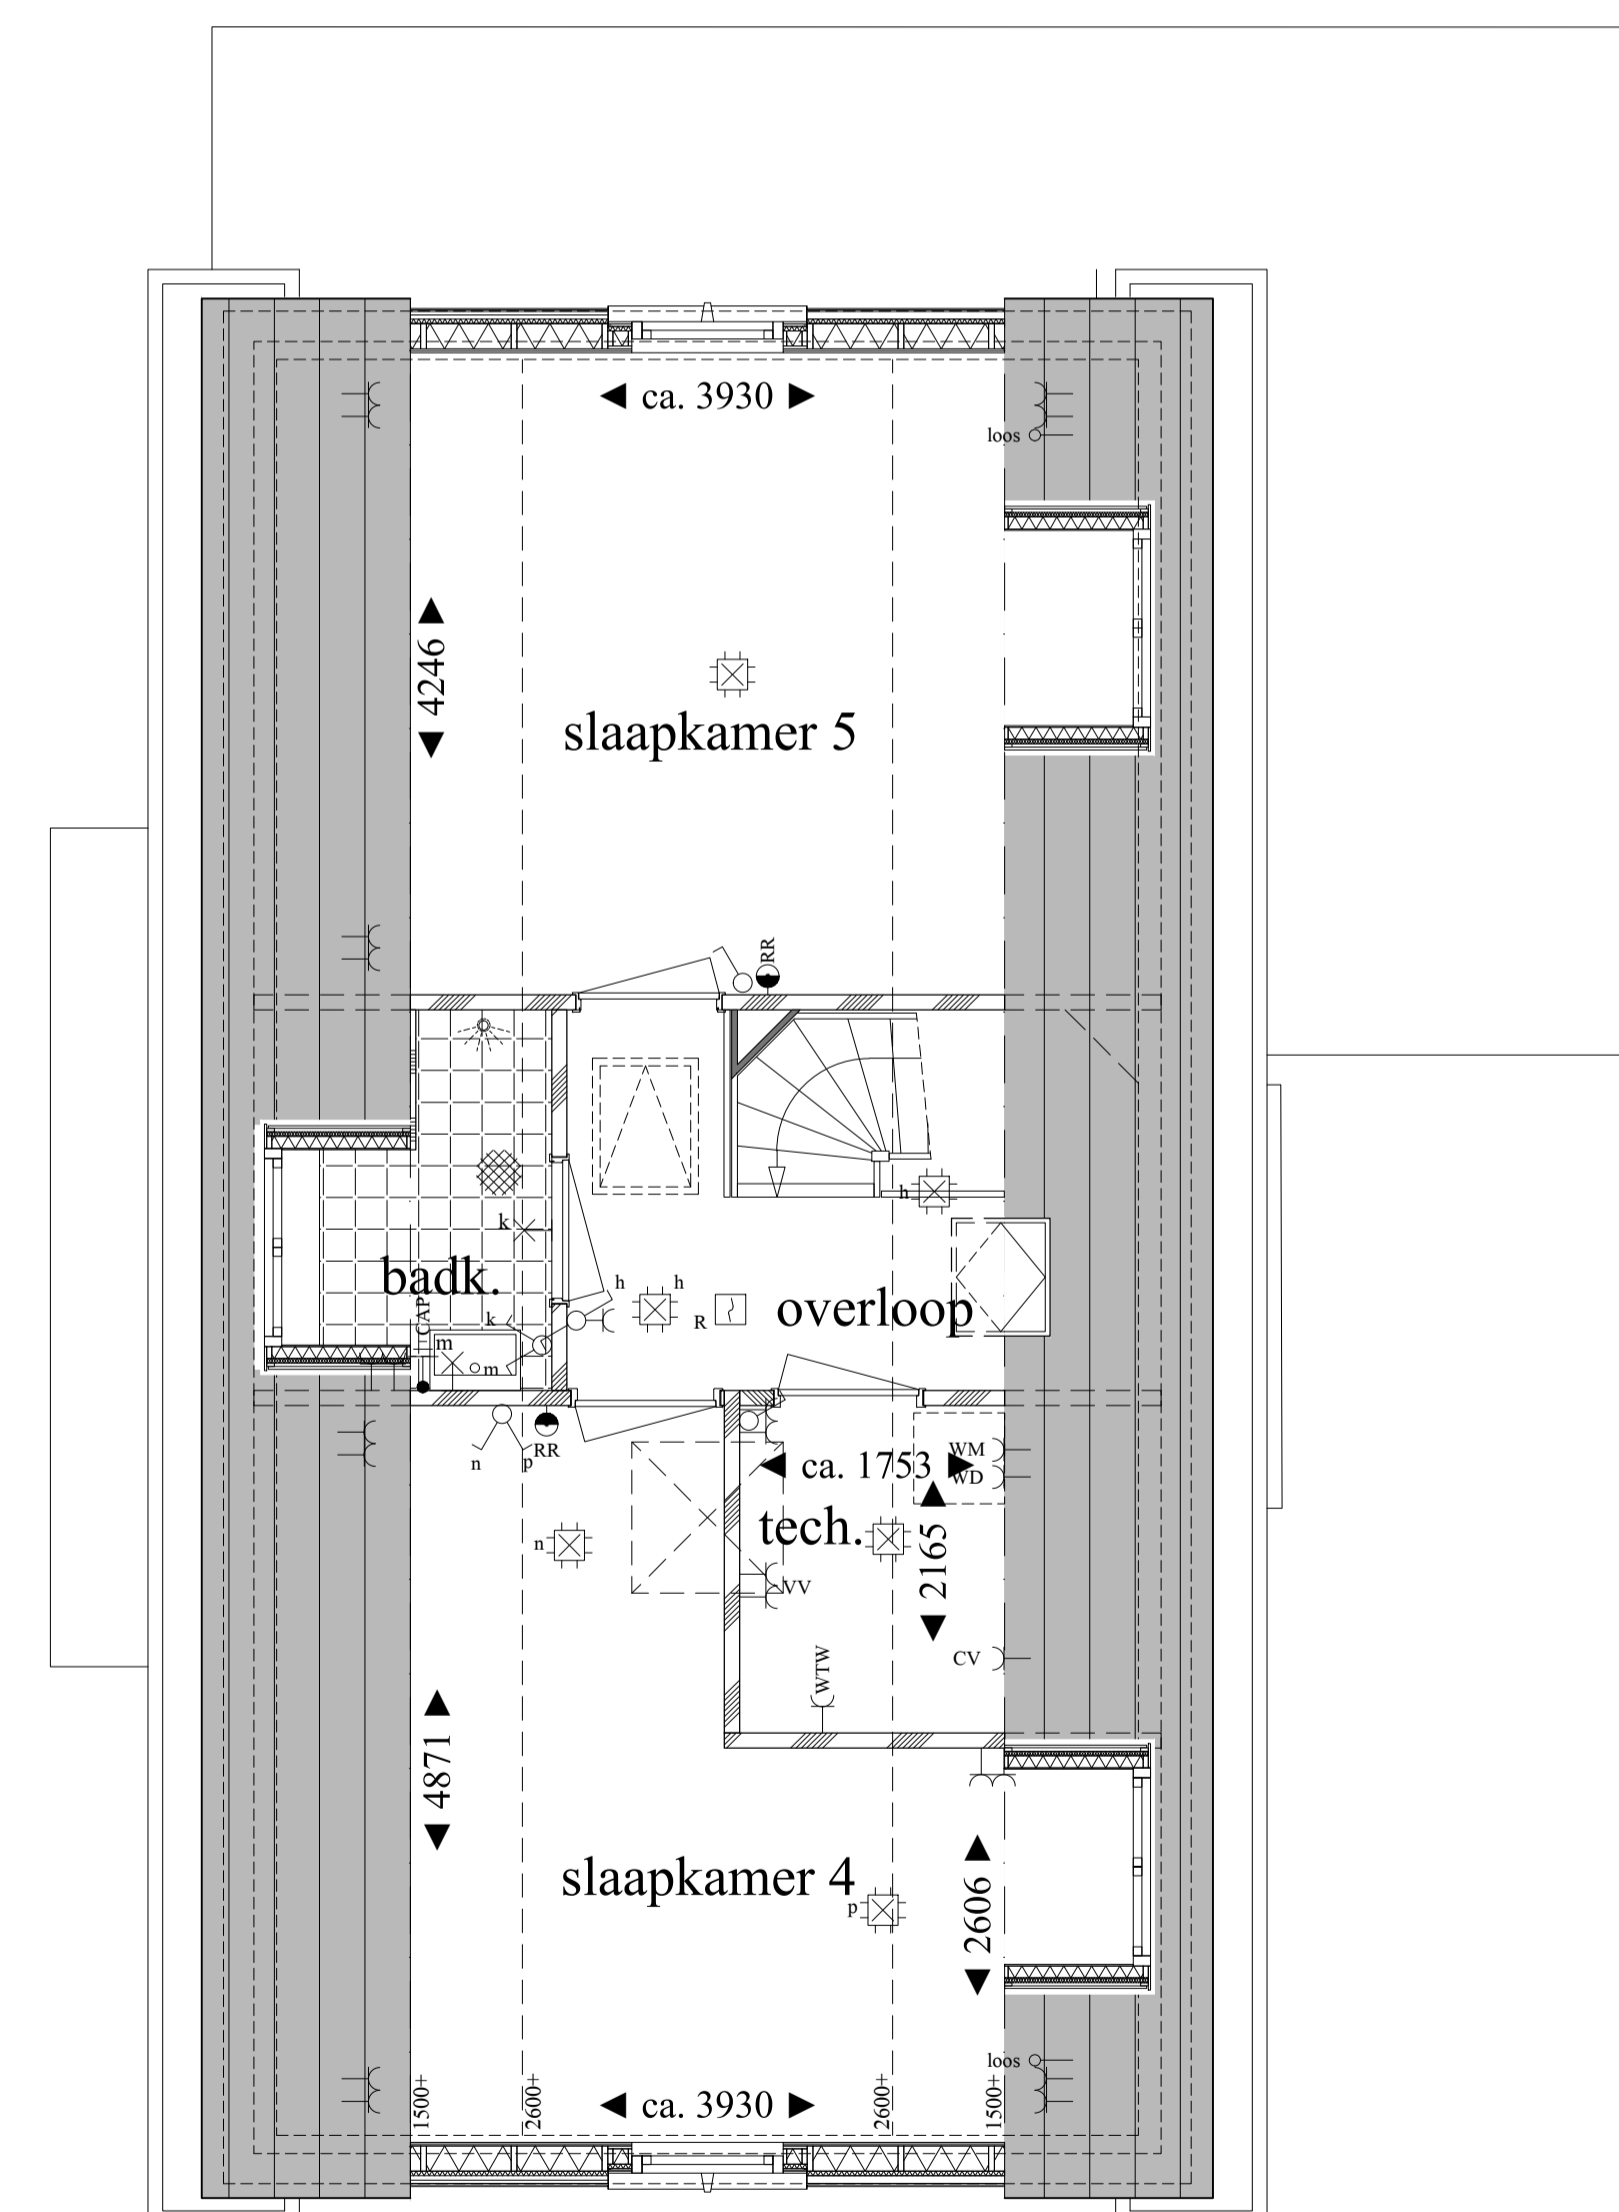 ca. 3930
loos
4246
slaapkamer 5
RR
h
k
badk.
h
h
CAP
k
R
overloop
m
m
n
p
RR
WM
ca. 1753
WD
tech.
n
2165
VV
WTW
CV
4871
slaapkamer 4
p
2606
loos
1500+
2600+
ca. 3930
2600+
1500+